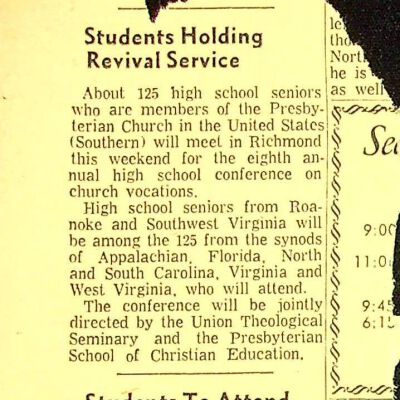 Students Holding
Revival Service
About 125 high school seniors
who are members of the Presby-
terian Church in the United States
(Southern) will meet in Richmond
this weekend for the eighth an-
nual high school conference on
church vocations.
High school seniors from Roa-
noke and Southwest Virginia will
be among the 125 from the synods
of Appalachian, Florida, North
and South Carolina, Virginia and
West Virginia, who will attend.
The conference will be jointly
directed by the Union Theological
Seminary and the Presbyterian
School of Christian Education.
Students To Attend
he is
as well
9:00
9:45
6:15